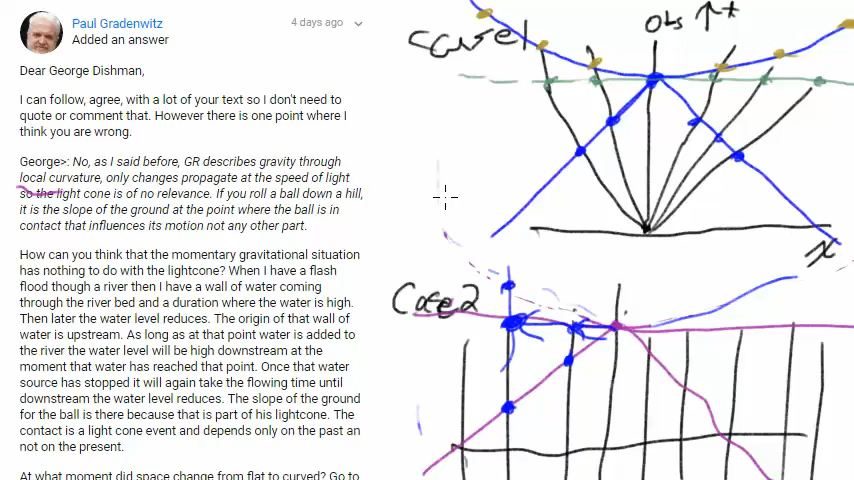 Paul Gradenwitz
4 days ago
Added an answer
Dear George Dishman,
I can follow, agree, with a lot of your text so I don't need to
quote or comment that. However there is one point where I
think you are wrong.
George>: No, as I said before, GR describes gravity through
local curvature, only changes propagate at the speed of light
so the light cone is of no relevance. If you roll a ball down a hill,
it is the slope of the ground at the point where the ball is in
contact that influences its motion not any other part.
How can you think that the momentary gravitational situation
has nothing to do with the lightcone? When I have a flash
flood though a river then I have a wall of water coming
through the river bed and a duration where the water is high.
Then later the water level reduces. The origin of that wall of
water is upstream. As long as at that point water is added to
the river the water level will be high downstream at the
moment that water has reached that point. Once that water
source has stopped it will again take the flowing time until
downstream the water level reduces. The slope of the ground
for the ball is there because that is part of his lightcone. The
contact is a light cone event and depends only on the past an
not on the present.
At what moment did space change from flat to curved? Go to
Obs ↑ t
x
Case 2